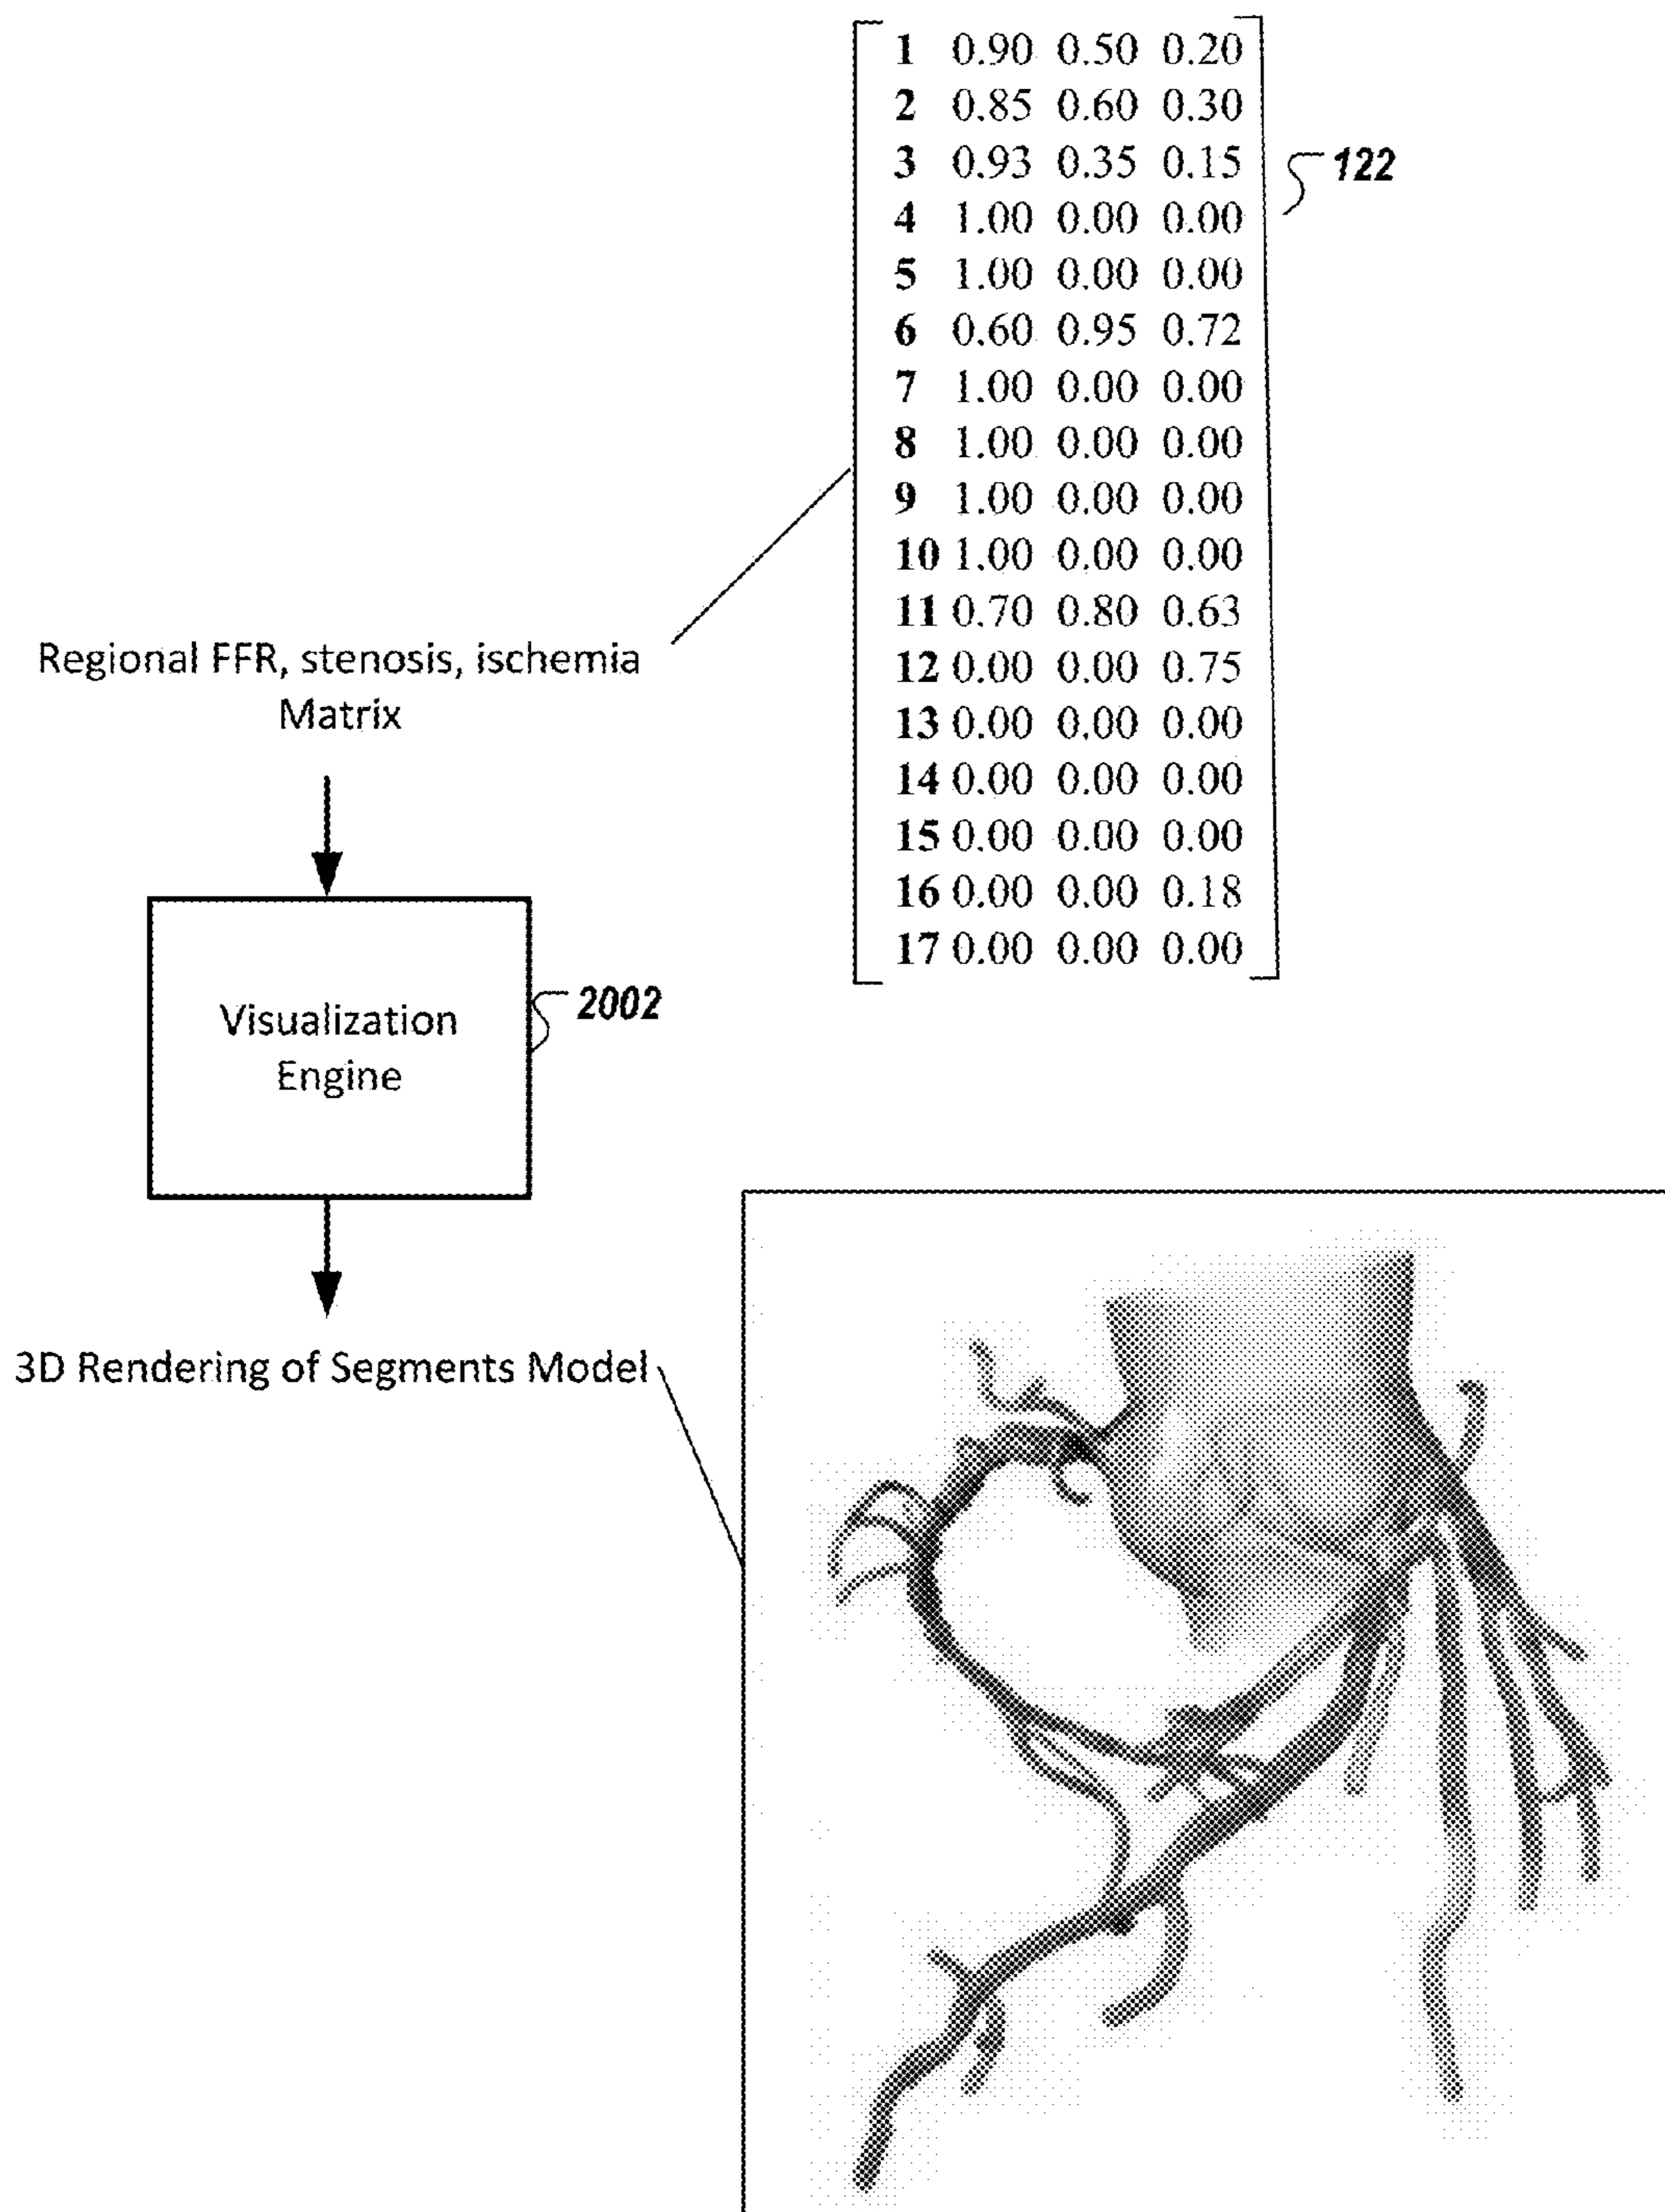 1 0.90 0.50 0.20
2 0.85 0.60 0.30
3 0.93 0.35 0.15
4 1.00 0.00 0.00
5 1.00 0.00 0.00
6 0.60 0.95 0.72
7 1.00 0.00 0.00
8 1.00 0.00 0.00
9 1.00 0.00 0.00
10 1.00 0.00 0.00
11 0.70 0.80 0.63
12 0.00 0.00 0.75
13 0.00 0.00 0.00
14 0.00 0.00 0.00
15 0.00 0.00 0.00
16 0.00 0.00 0.18
17 0.00 0.00 0.00
122
Regional FFR, stenosis, ischemia
Matrix
Visualization
Engine
2002
3D Rendering of Segments Model